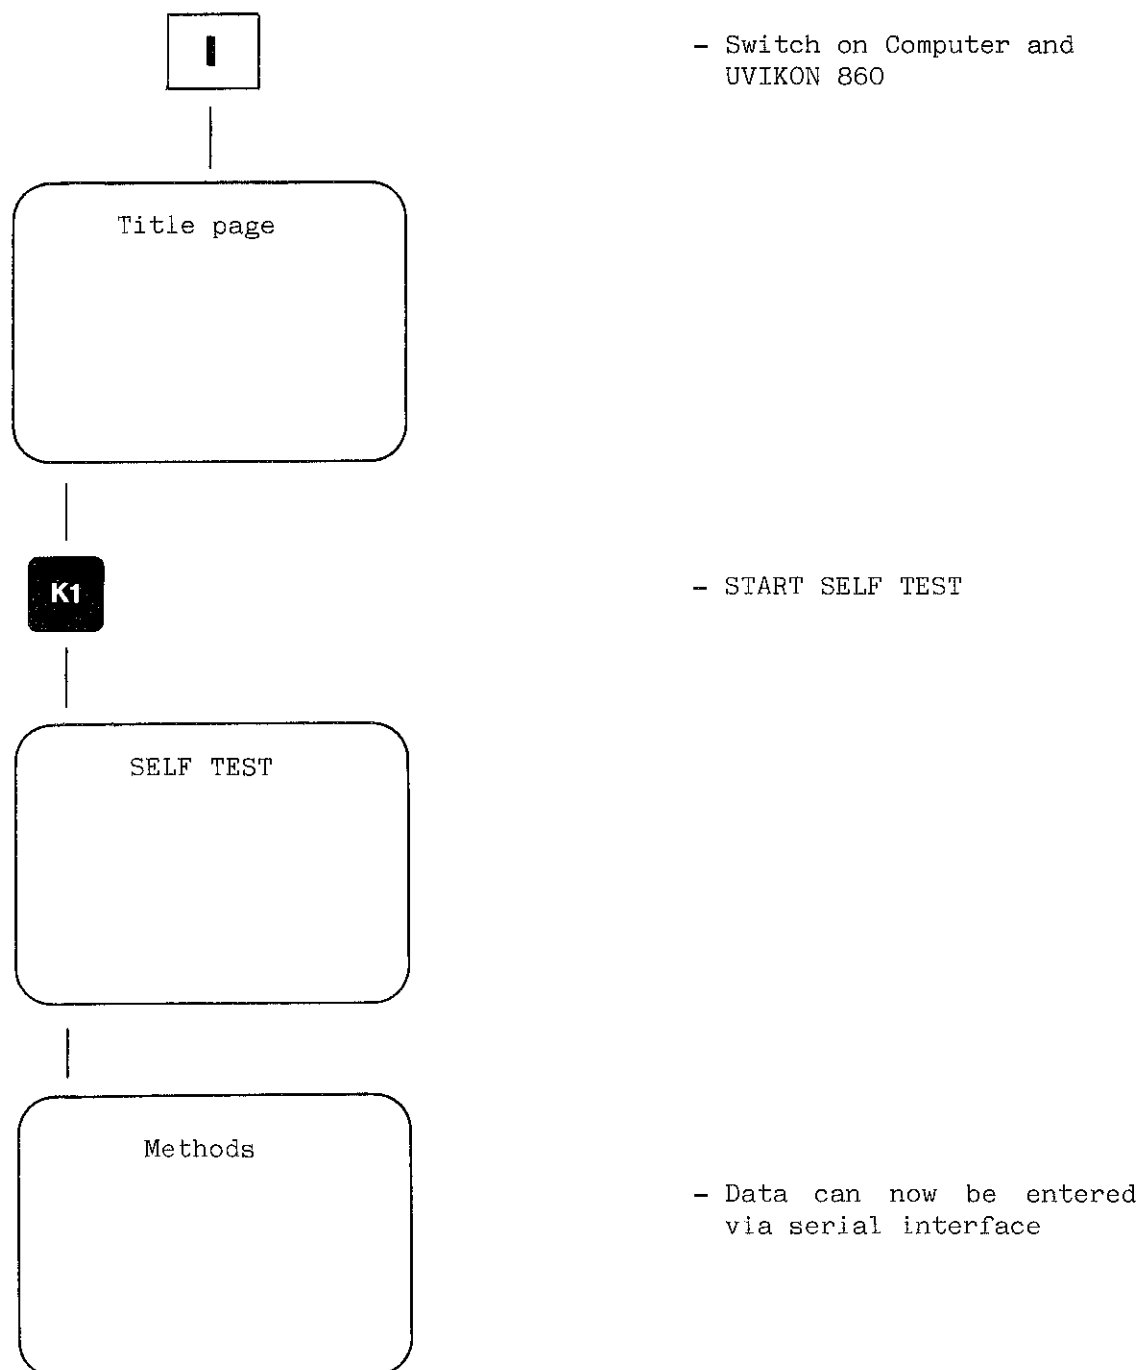 I
– Switch on Computer and
UVIKON 860
Title page
K1
– START SELF TEST
SELF TEST
Methods
– Data can now be entered
via serial interface